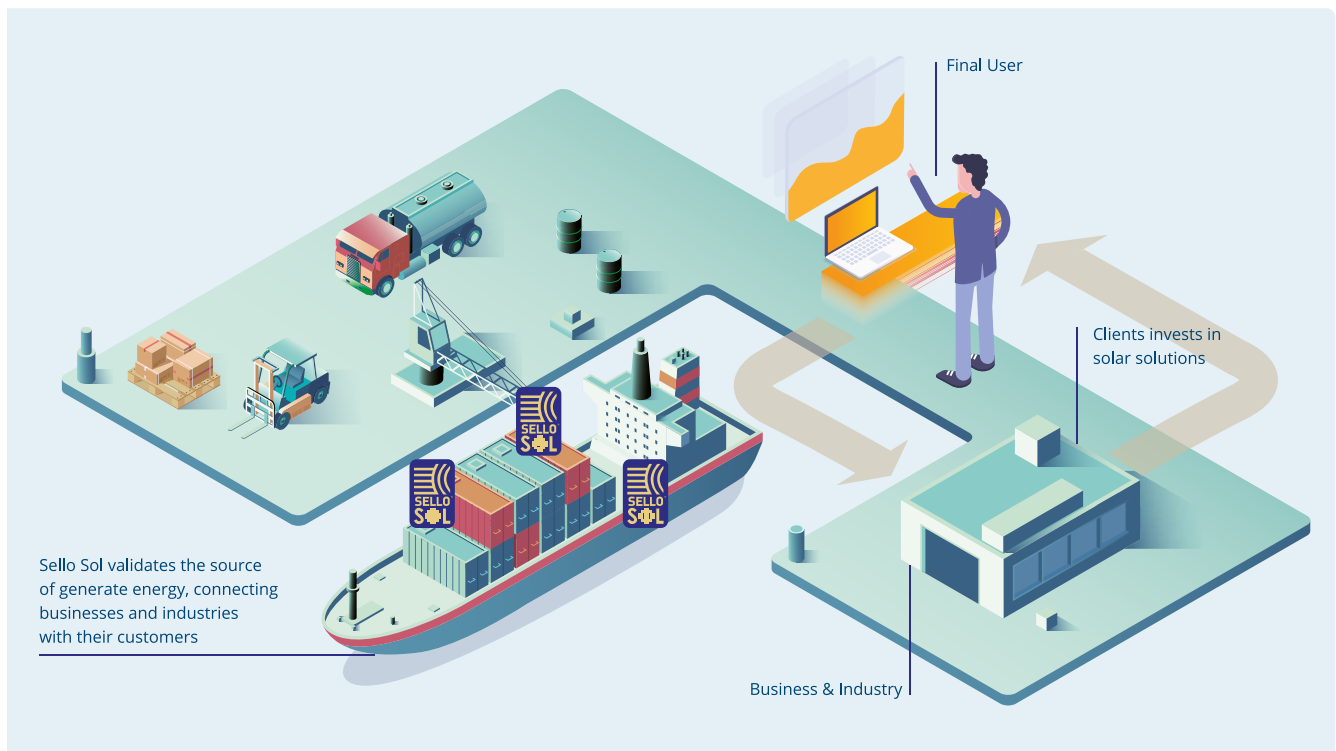 Final User
Clients invests in
solar solutions
SELLO
SOL
SELLO
SOL
SELLO
SOL
Sello Sol validates the source
of generate energy, connecting
businesses and industries
with their customers
Business & Industry